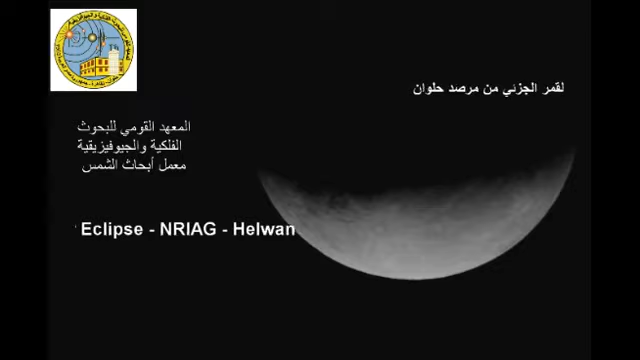 لقمر الجزئي من مرصد حلوان
المعهد القومي للبحوث
الفلكية والجيوفيزيقية
معمل أبحاث الشمس
Eclipse - NRIAG - Helwan